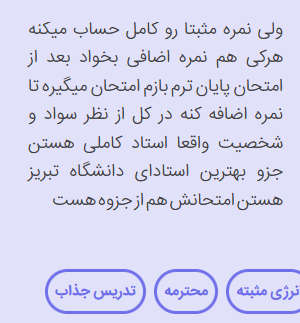 ولی نمره مثبتا رو کامل حساب میکنه
هرکی هم نمره اضافی بخواد بعد از
امتحان پایان ترم بازم امتحان میگیره تا
نمره اضافه کنه در کل از نظر سواد و
شخصیت واقعا استاد کاملی هستن
جزو بهترین استادای دانشگاه تبریز
هستن امتحانش هم از جزوه هست
نرژی مثبته محترمه تدریس جذاب